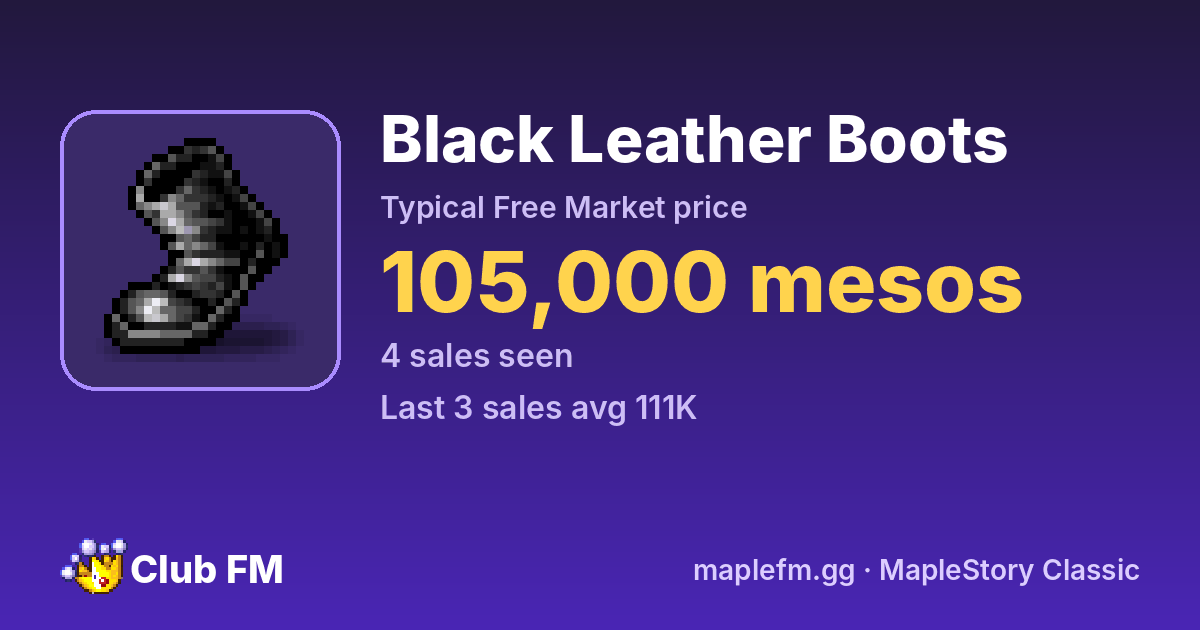 Black Leather Boots
Typical Free Market price
105,000 mesos
4 sales seen
Last 3 sales avg 111K
Club FM
maplefm.gg · MapleStory Classic